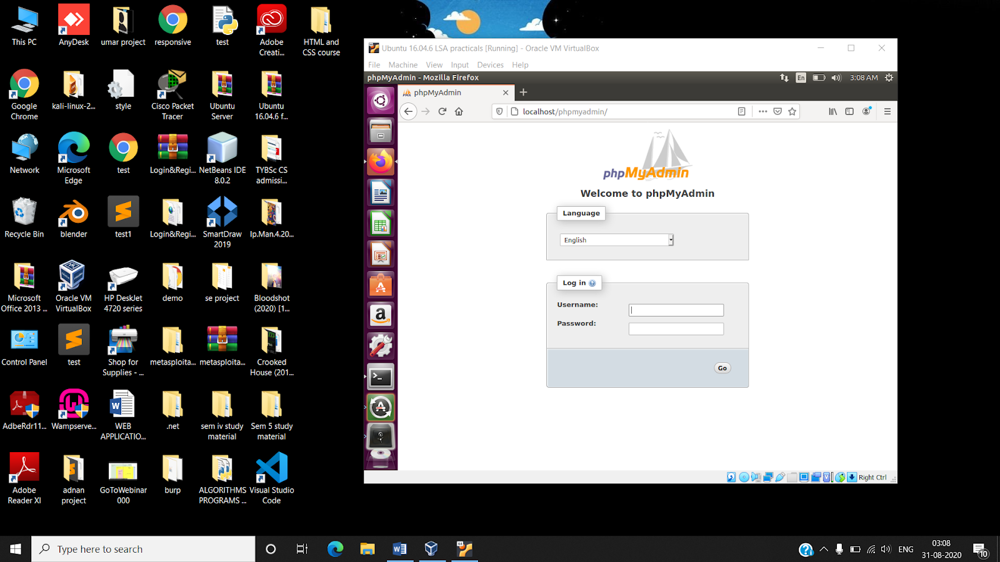 This PC
AnyDesk
umar project
responsive
test
Adobe
Creati...
HTML and
CSS course
Google
Chrome
kali-linux-2...
style
Cisco Packet
Tracer
Ubuntu
Server
Ubuntu
16.04.6 f...
Network
Microsoft
Edge
test
Login&Regi...
NetBeans IDE
8.0.2
TYBSc CS
admissi...
Recycle Bin
blender
test1
Login&Regi...
SmartDraw
2019
Ip.Man.4.20...
Microsoft
Office 2013 ...
Oracle VM
VirtualBox
HP DeskJet
4720 series
demo
se project
Bloodshot
(2020) [1...
Control Panel
test
Shop for
Supplies - ...
metasploita...
metasploita...
Crooked
House (201...
AdbeRdr11...
Wampserve...
WEB
APPLICATIO...
.net
sem iv study
material
Sem 5 study
material
Adobe
Reader XI
adnan
project
GoToWebinar
000
burp
ALGORITHMS
PROGRAMS ...
Visual Studio
Code
Ubuntu 16.04.6 LSA practicals [Running] - Oracle VM VirtualBox
File Machine View Input Devices Help
phpMyAdmin - Mozilla Firefox
En
3:08 AM
phpMyAdmin
localhost/phpmyadmin/
phpMyAdmin
Welcome to phpMyAdmin
Language
English
Log in
Username:
Password:
Go
Right Ctrl
Type here to search
ENG
03:08
31-08-2020
10